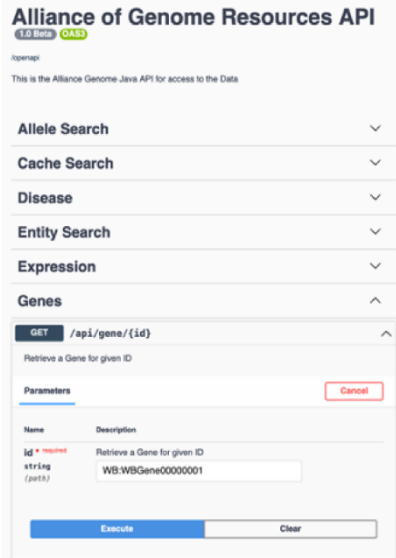 Alliance of Genome Resources API
1.0 Beta OAS3
/openapi
This is the Alliance Genome Java API for access to the Data
Allele Search
Cache Search
Disease
Entity Search
Expression
Genes
GET /api/gene/{id}
Retrieve a Gene for given ID
Parameters Cancel
Name Description
id * required Retrieve a Gene for given ID
string WB:WBGene00000001
(path)
Execute Clear